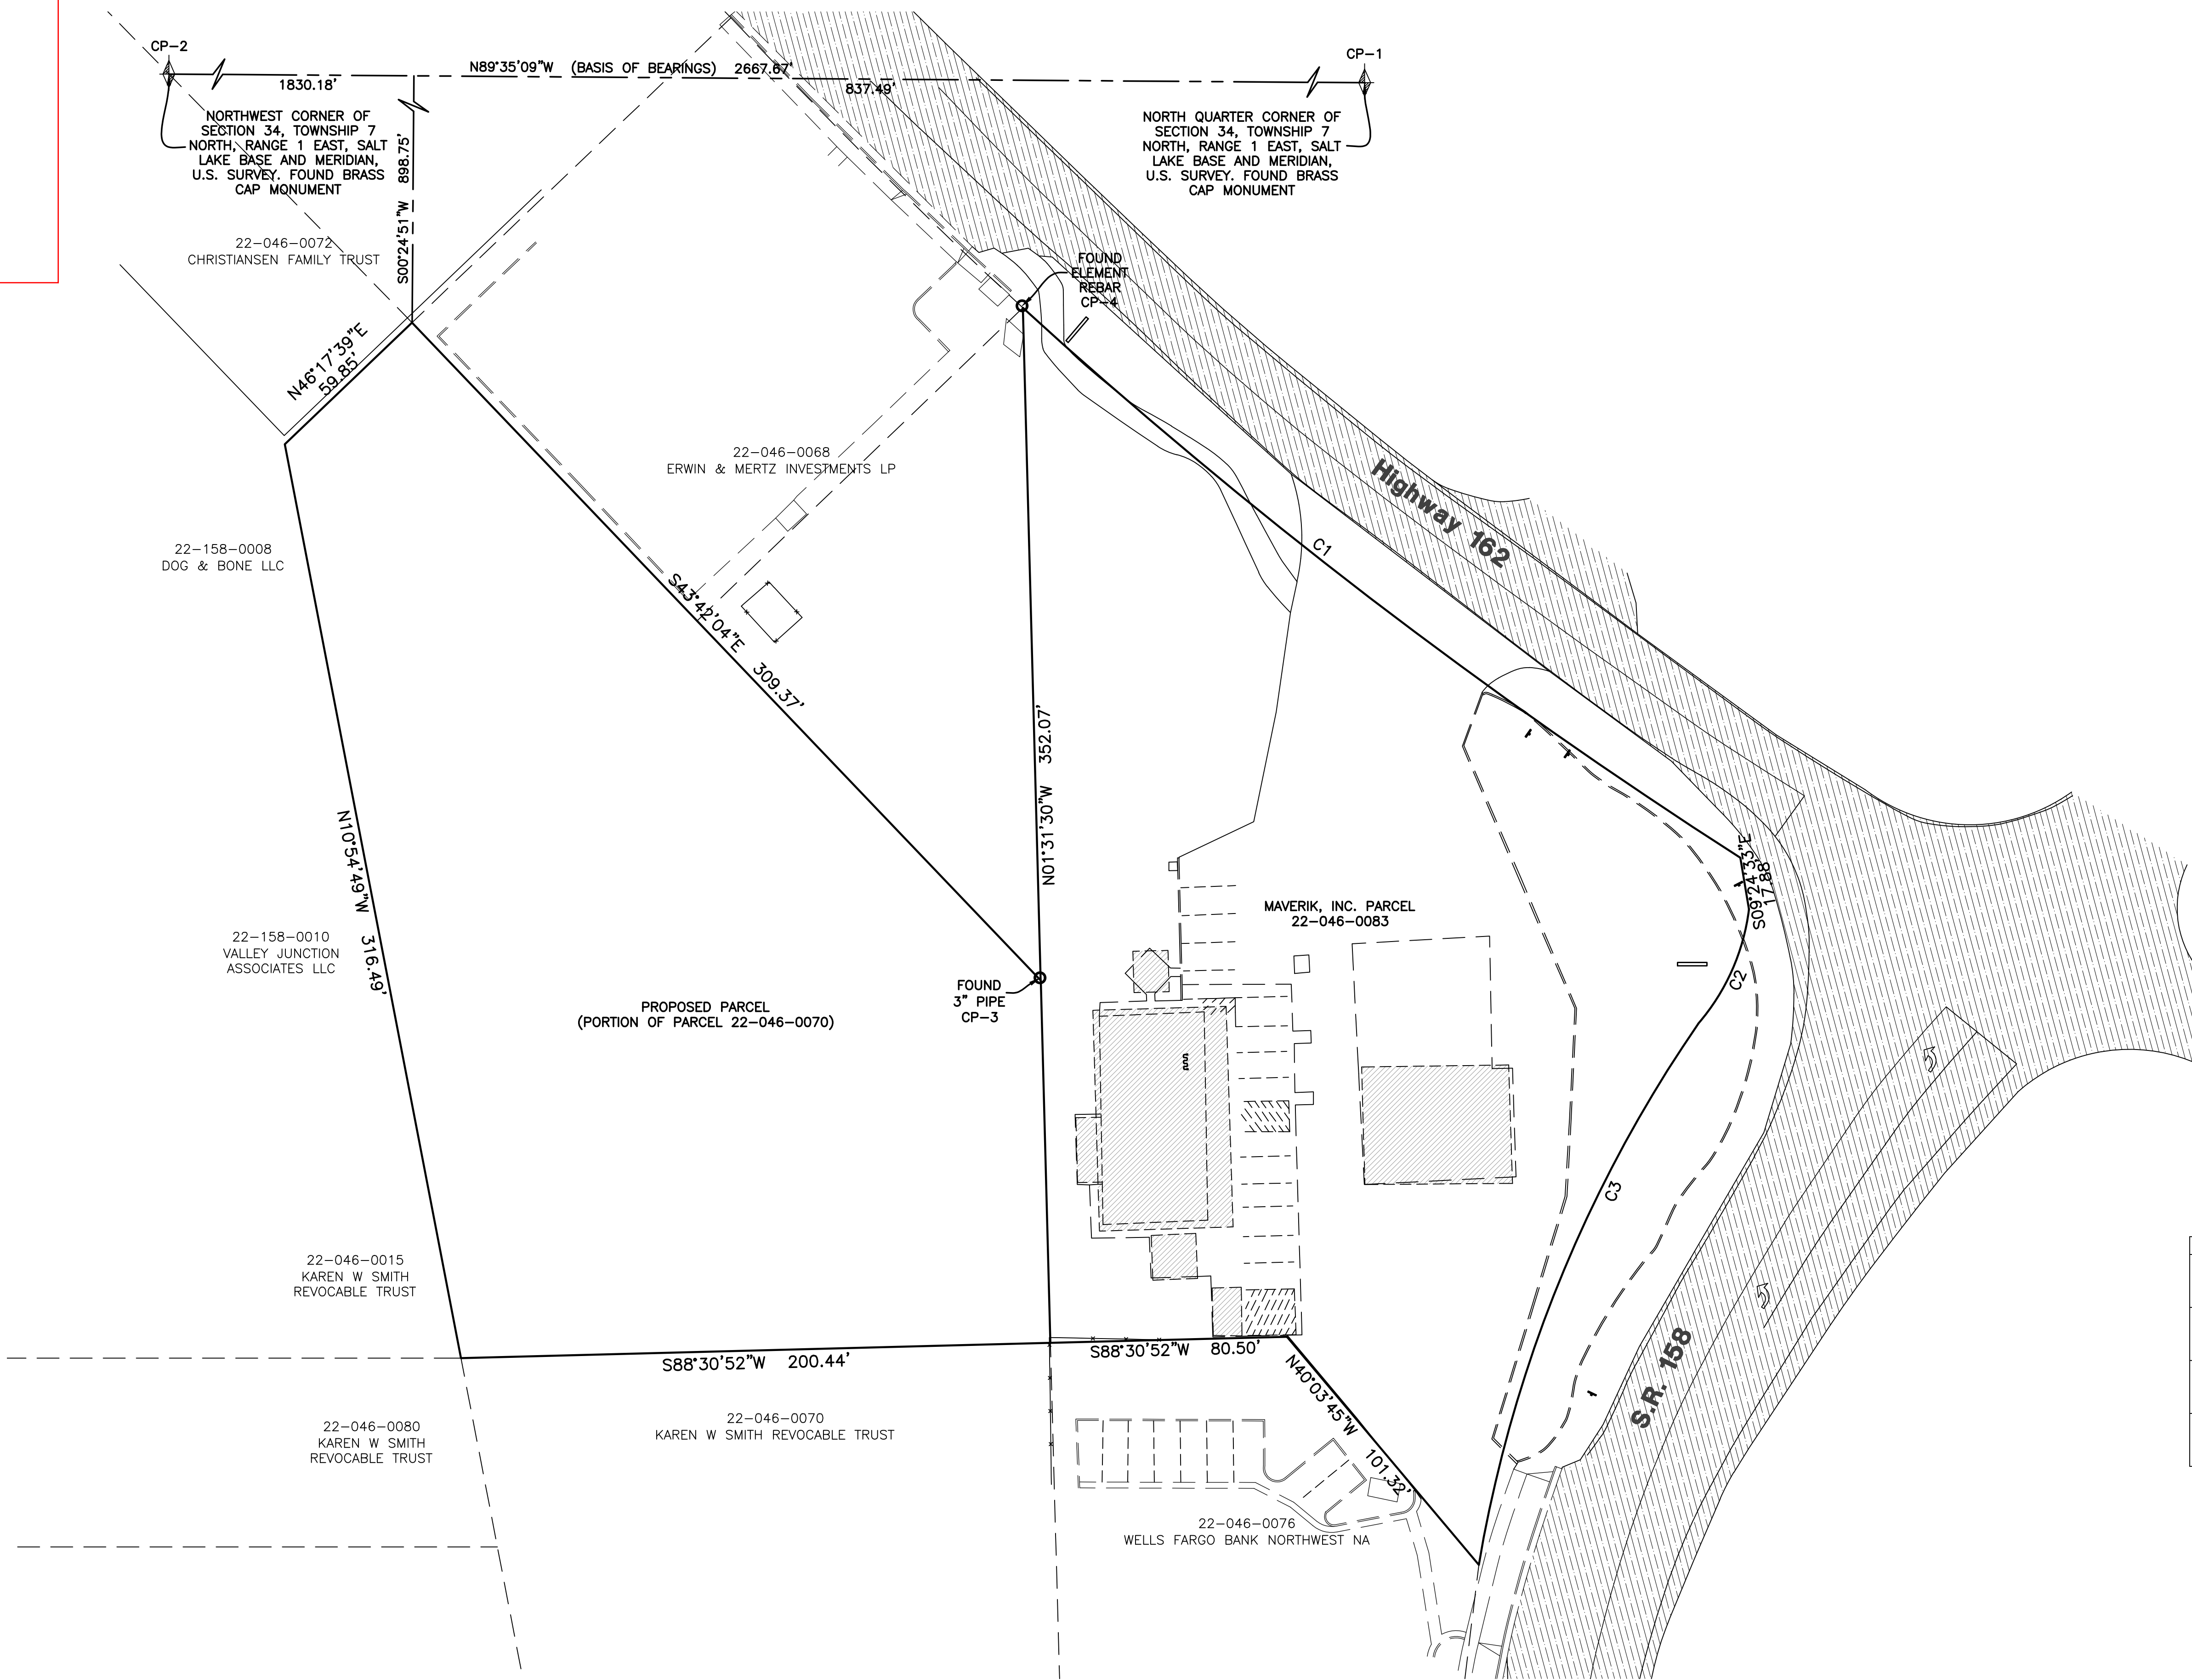 CP-2
CP-1
N89°35'09"W (BASIS OF BEARINGS) 2667.67'
1830.18'
837.49'
NORTHWEST CORNER OF
SECTION 34, TOWNSHIP 7
NORTH, RANGE 1 EAST, SALT
LAKE BASE AND MERIDIAN,
U.S. SURVEY. FOUND BRASS
CAP MONUMENT
NORTH QUARTER CORNER OF
SECTION 34, TOWNSHIP 7
NORTH, RANGE 1 EAST, SALT
LAKE BASE AND MERIDIAN,
U.S. SURVEY. FOUND BRASS
CAP MONUMENT
S00°24'51"W 898.75'
22-046-0072
CHRISTIANSEN FAMILY TRUST
FOUND
ELEMENT
REBAR
CP-4
N46°17'39"E
59.85'
22-046-0068
ERWIN & MERTZ INVESTMENTS LP
Highway 162
C1
22-158-0008
DOG & BONE LLC
S43°42'04"E 309.37'
N01°31'30"W 352.07'
N10°54'49"W 316.49'
S09°24'33"E
17.88'
MAVERIK, INC. PARCEL
22-046-0083
22-158-0010
VALLEY JUNCTION
ASSOCIATES LLC
C2
FOUND
3" PIPE
CP-3
PROPOSED PARCEL
(PORTION OF PARCEL 22-046-0070)
C3
22-046-0015
KAREN W SMITH
REVOCABLE TRUST
S88°30'52"W 200.44'
S88°30'52"W 80.50'
N40°03'45"W 101.32'
S.R. 158
22-046-0080
KAREN W SMITH
REVOCABLE TRUST
22-046-0070
KAREN W SMITH REVOCABLE TRUST
22-046-0076
WELLS FARGO BANK NORTHWEST NA